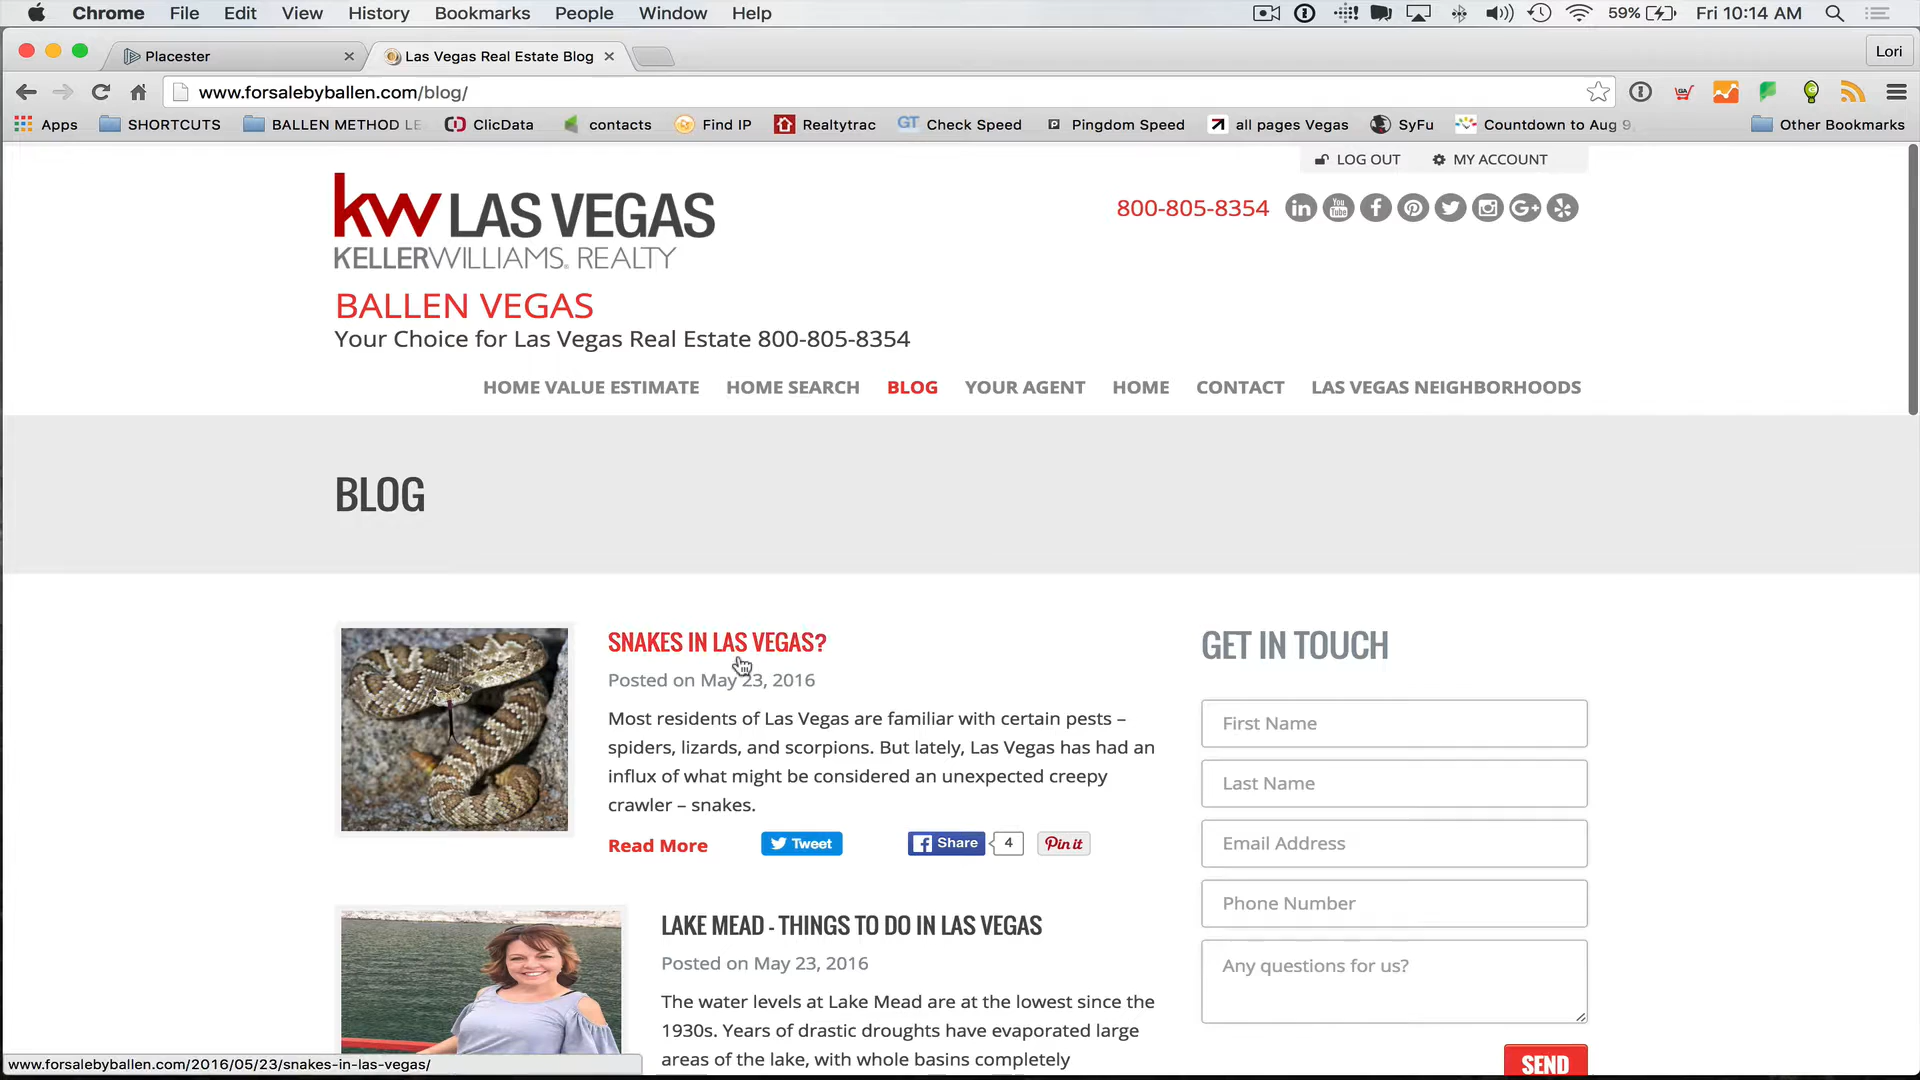 Chrome File Edit View History Bookmarks People Window Help 59% Fri 10:14 AM
Placester Las Vegas Real Estate Blog Lori
www.forsalebyballen.com/blog/
Apps SHORTCUTS BALLEN METHOD LE ClicData contacts Find IP Realtytrac GT Check Speed Pingdom Speed all pages Vegas SyFu Countdown to Aug 9 Other Bookmarks
LOG OUT MY ACCOUNT
kw LAS VEGAS
KELLERWILLIAMS. REALTY
800-805-8354
BALLEN VEGAS
Your Choice for Las Vegas Real Estate 800-805-8354
HOME VALUE ESTIMATE HOME SEARCH BLOG YOUR AGENT HOME CONTACT LAS VEGAS NEIGHBORHOODS
BLOG
SNAKES IN LAS VEGAS?
Posted on May 23, 2016
Most residents of Las Vegas are familiar with certain pests –
spiders, lizards, and scorpions. But lately, Las Vegas has had an
influx of what might be considered an unexpected creepy
crawler – snakes.
Read More Tweet Share 4 Pin it
LAKE MEAD - THINGS TO DO IN LAS VEGAS
Posted on May 23, 2016
The water levels at Lake Mead are at the lowest since the
1930s. Years of drastic droughts have evaporated large
areas of the lake, with whole basins completely
GET IN TOUCH
First Name
Last Name
Email Address
Phone Number
Any questions for us?
SEND
www.forsalebyballen.com/2016/05/23/snakes-in-las-vegas/